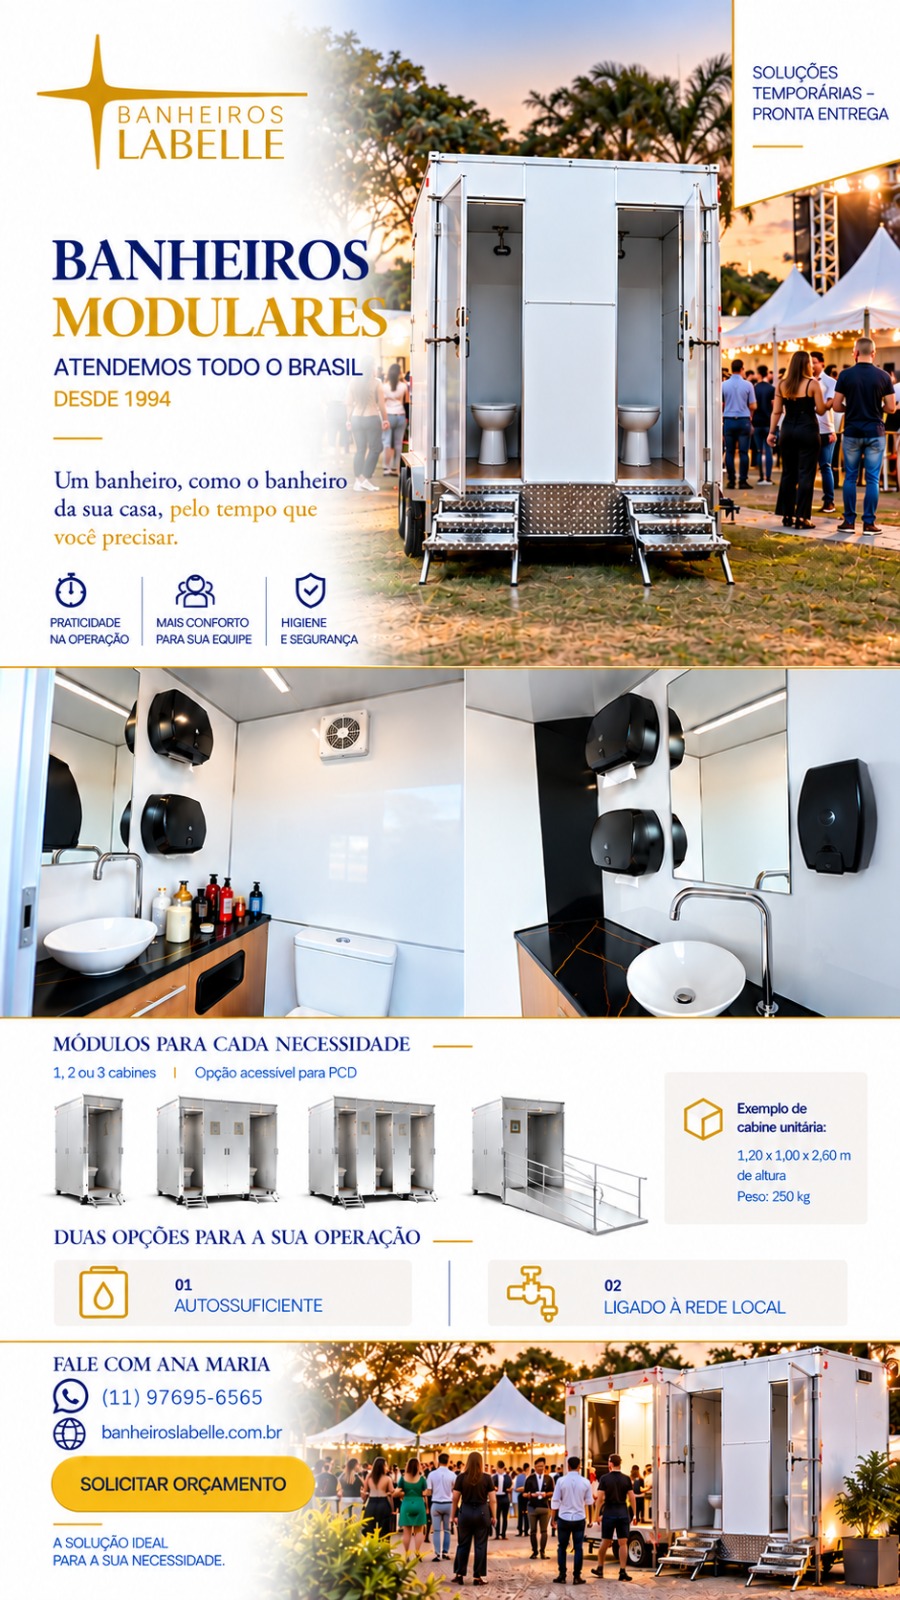 BANHEIROS
LABELLE
SOLUÇÕES
TEMPORÁRIAS –
PRONTA ENTREGA
BANHEIROS
MODULARES
ATENDEMOS TODO O BRASIL
DESDE 1994
Um banheiro, como o banheiro
da sua casa, pelo tempo que
você precisar.
PRATICIDADE
NA OPERAÇÃO
MAIS CONFORTO
PARA SUA EQUIPE
HIGIENE
E SEGURANÇA
MÓDULOS PARA CADA NECESSIDADE
1, 2 ou 3 cabines | Opção acessível para PCD
Exemplo de
cabine unitária:
1,20 x 1,00 x 2,60 m
de altura
Peso: 250 kg
DUAS OPÇÕES PARA A SUA OPERAÇÃO
01
AUTOSSUFICIENTE
02
LIGADO À REDE LOCAL
FALE COM ANA MARIA
(11) 97695-6565
banheiroslabelle.com.br
SOLICITAR ORÇAMENTO
A SOLUÇÃO IDEAL
PARA A SUA NECESSIDADE.